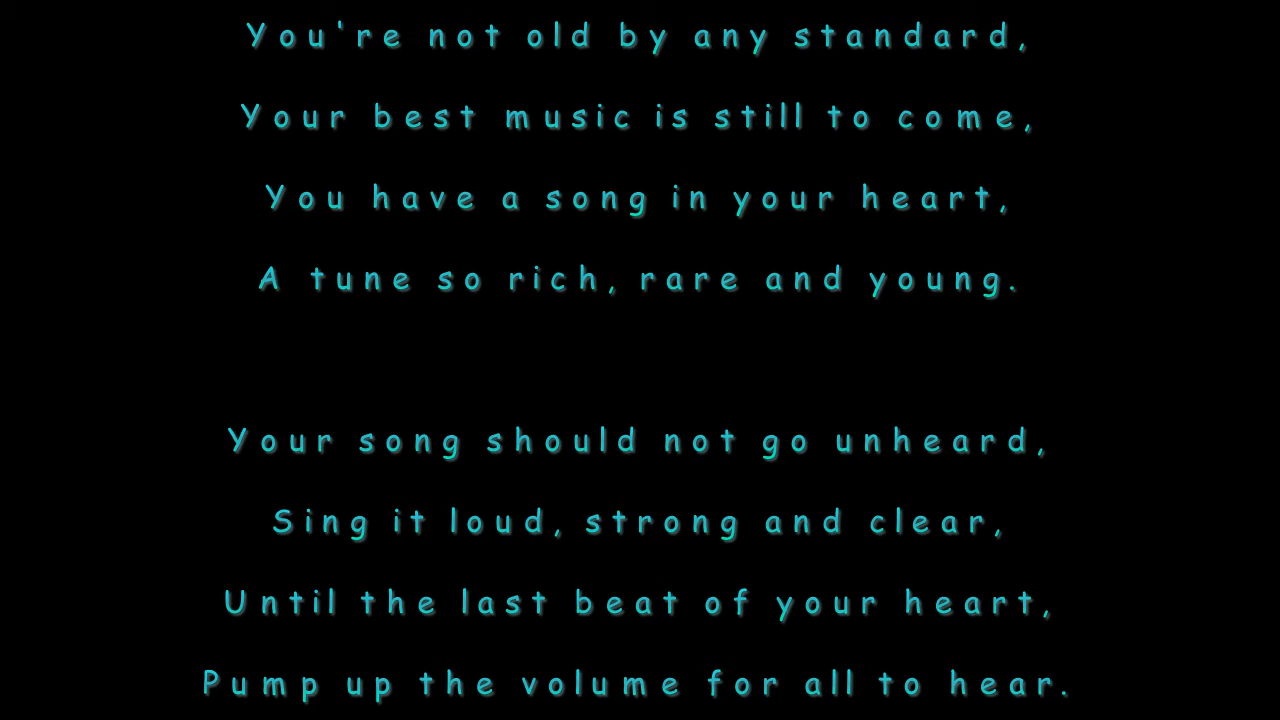 You're not old by any standard,
Your best music is still to come,
You have a song in your heart,
A tune so rich, rare and young.
Your song should not go unheard,
Sing it loud, strong and clear,
Until the last beat of your heart,
Pump up the volume for all to hear.